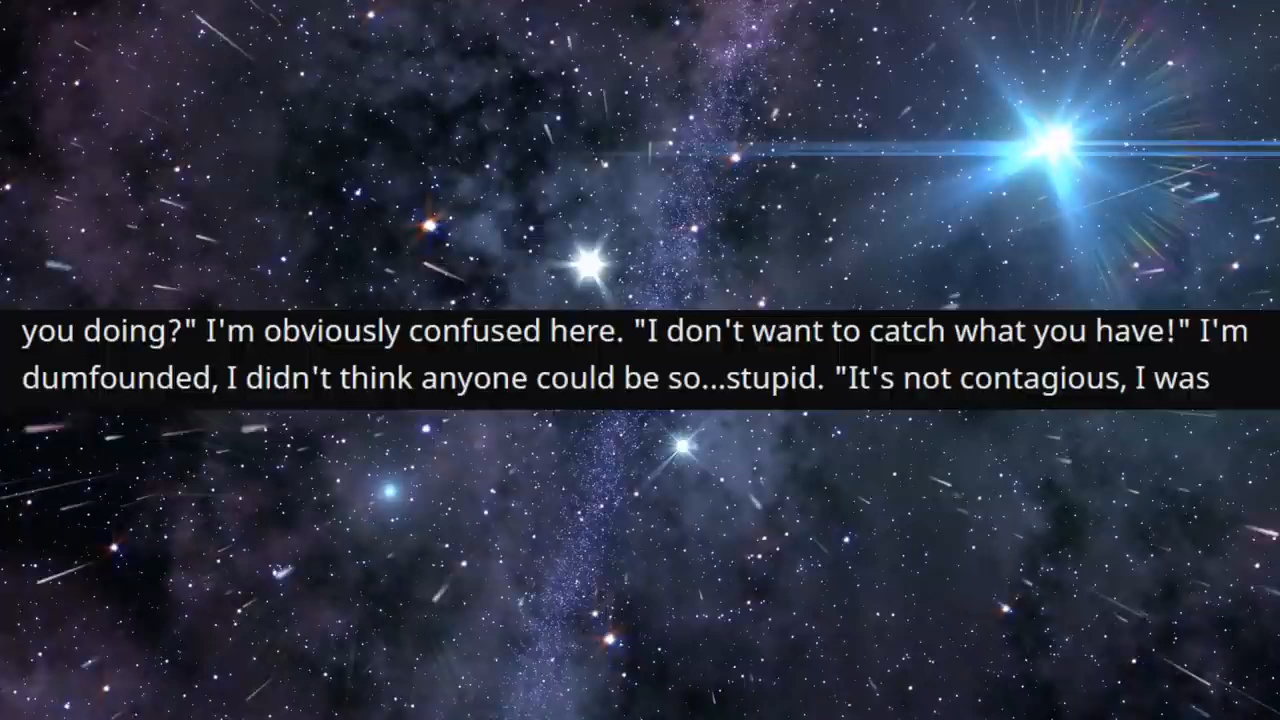 you doing?" I'm obviously confused here. "I don't want to catch what you have!" I'm
dumfounded, I didn't think anyone could be so...stupid. "It's not contagious, I was